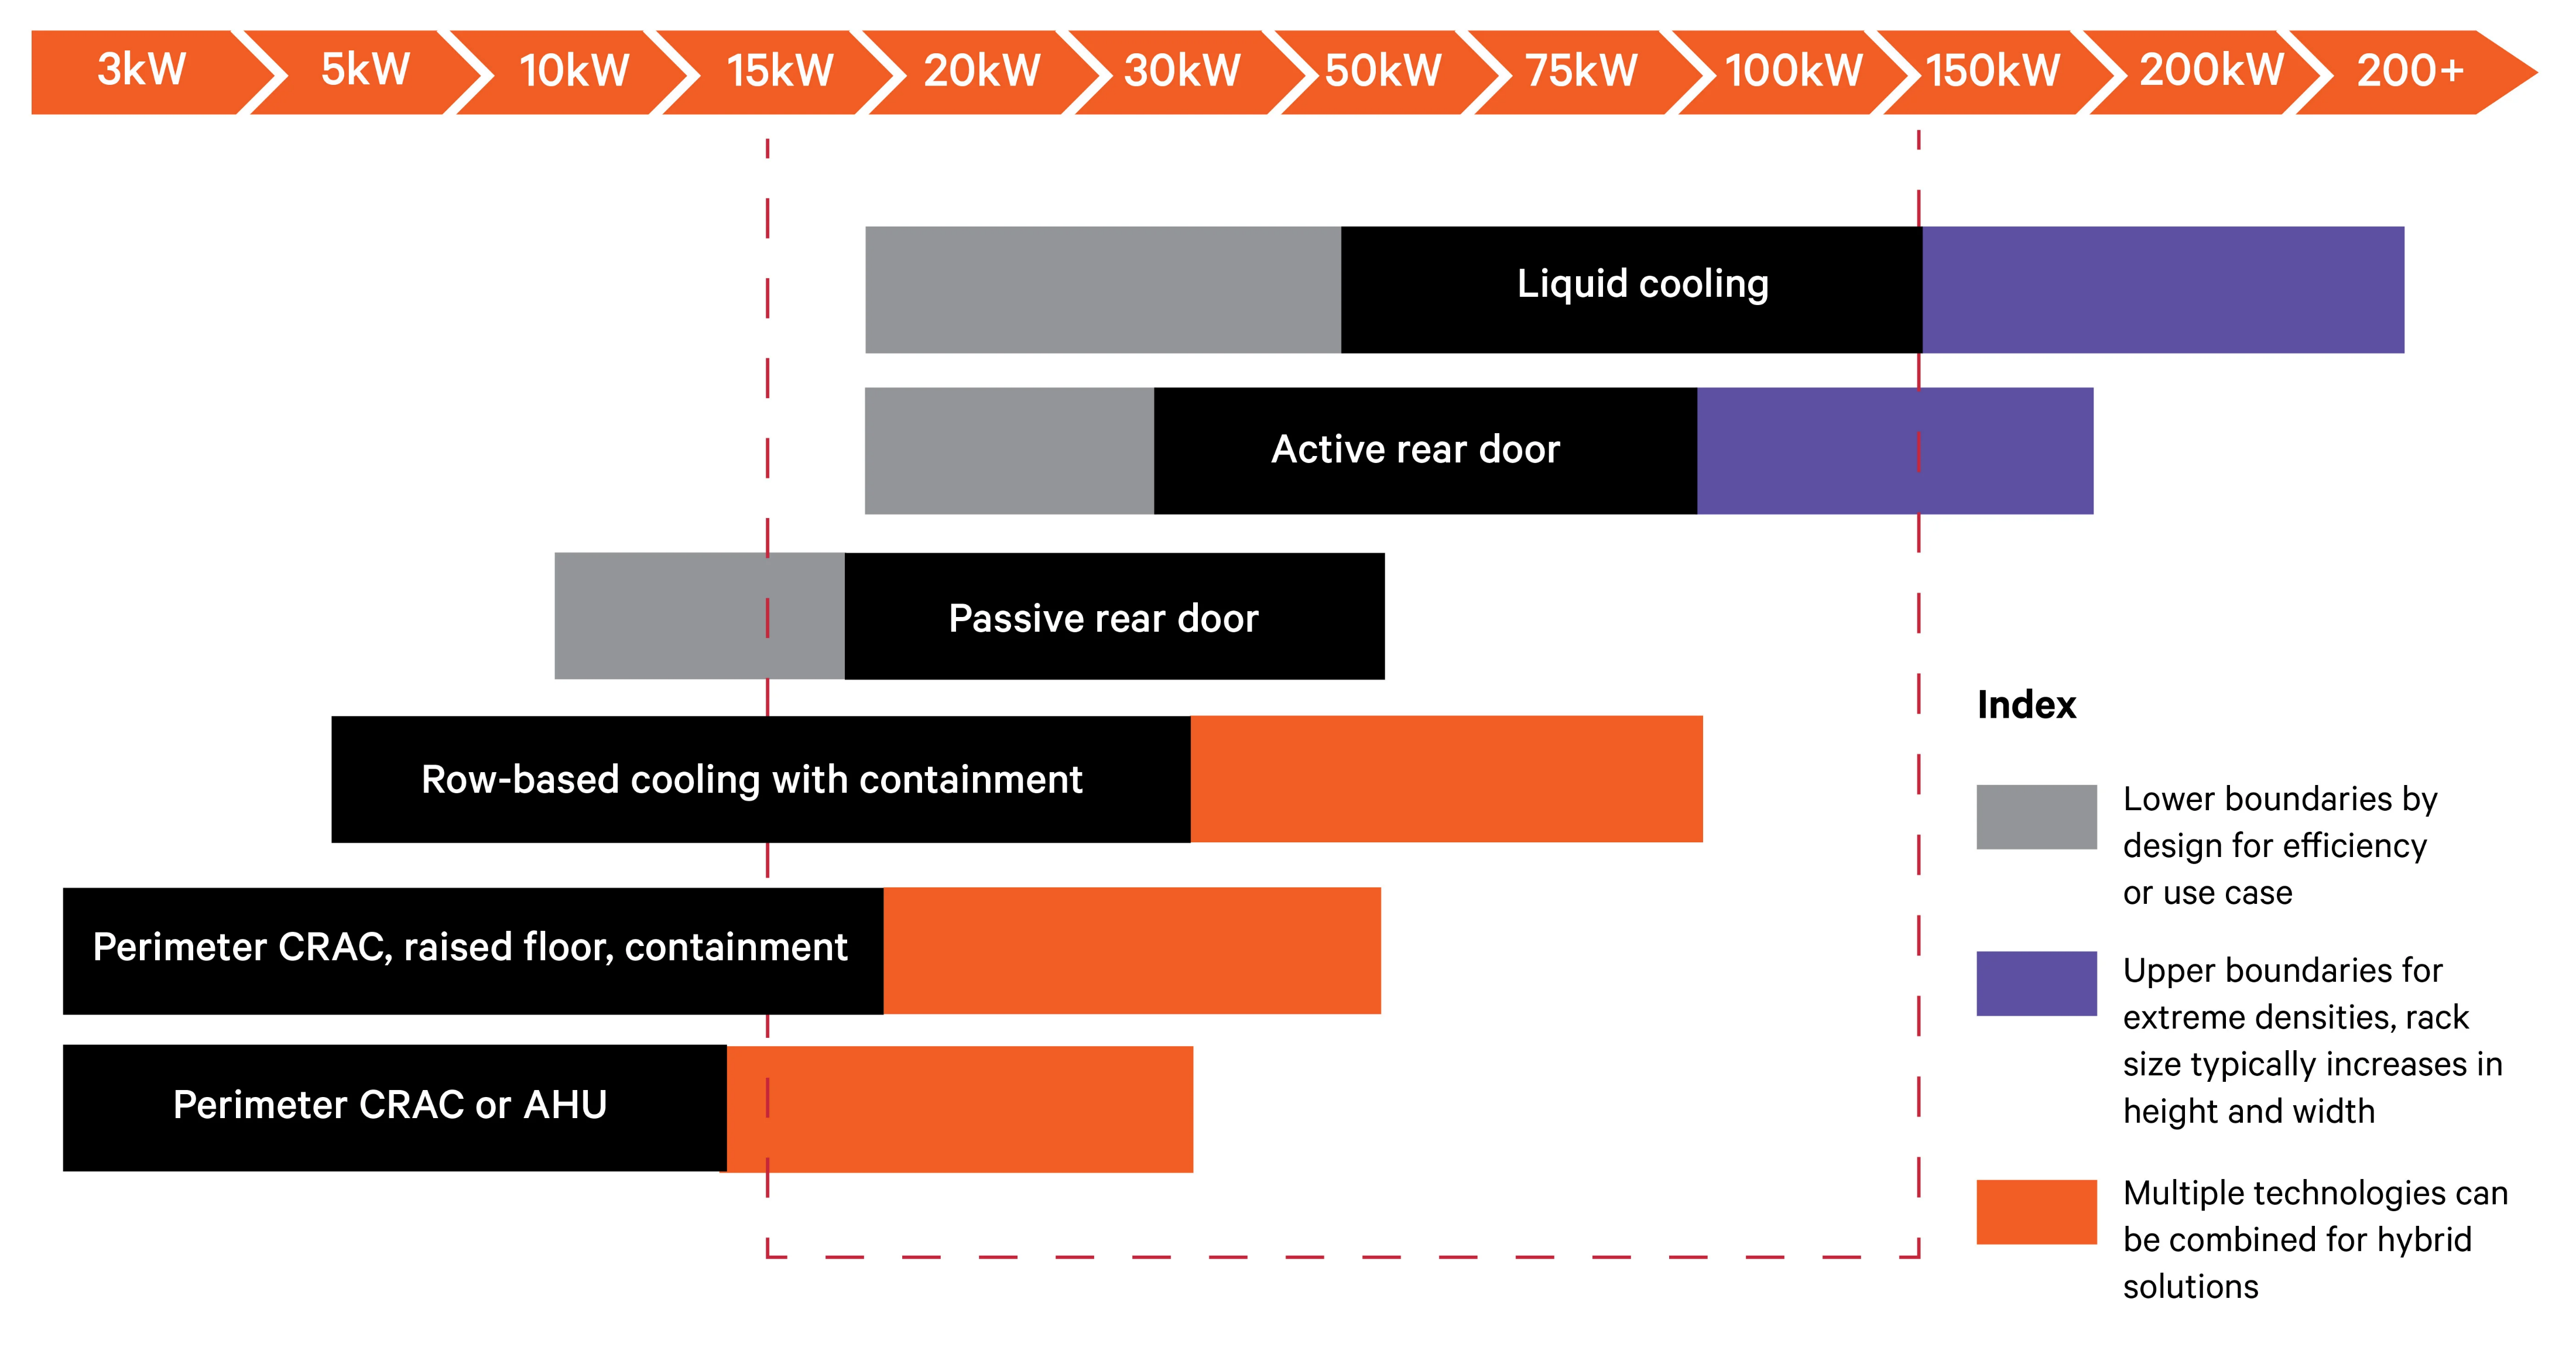 3kW
5kW
10kW
15kW
20kW
30kW
50kW
75kW
100kW
150kW
200kW
200+
Liquid cooling
Active rear door
Passive rear door
Row-based cooling with containment
Perimeter CRAC, raised floor, containment
Perimeter CRAC or AHU
Index
Lower boundaries by
design for efficiency
or use case
Upper boundaries for
extreme densities, rack
size typically increases in
height and width
Multiple technologies can
be combined for hybrid
solutions